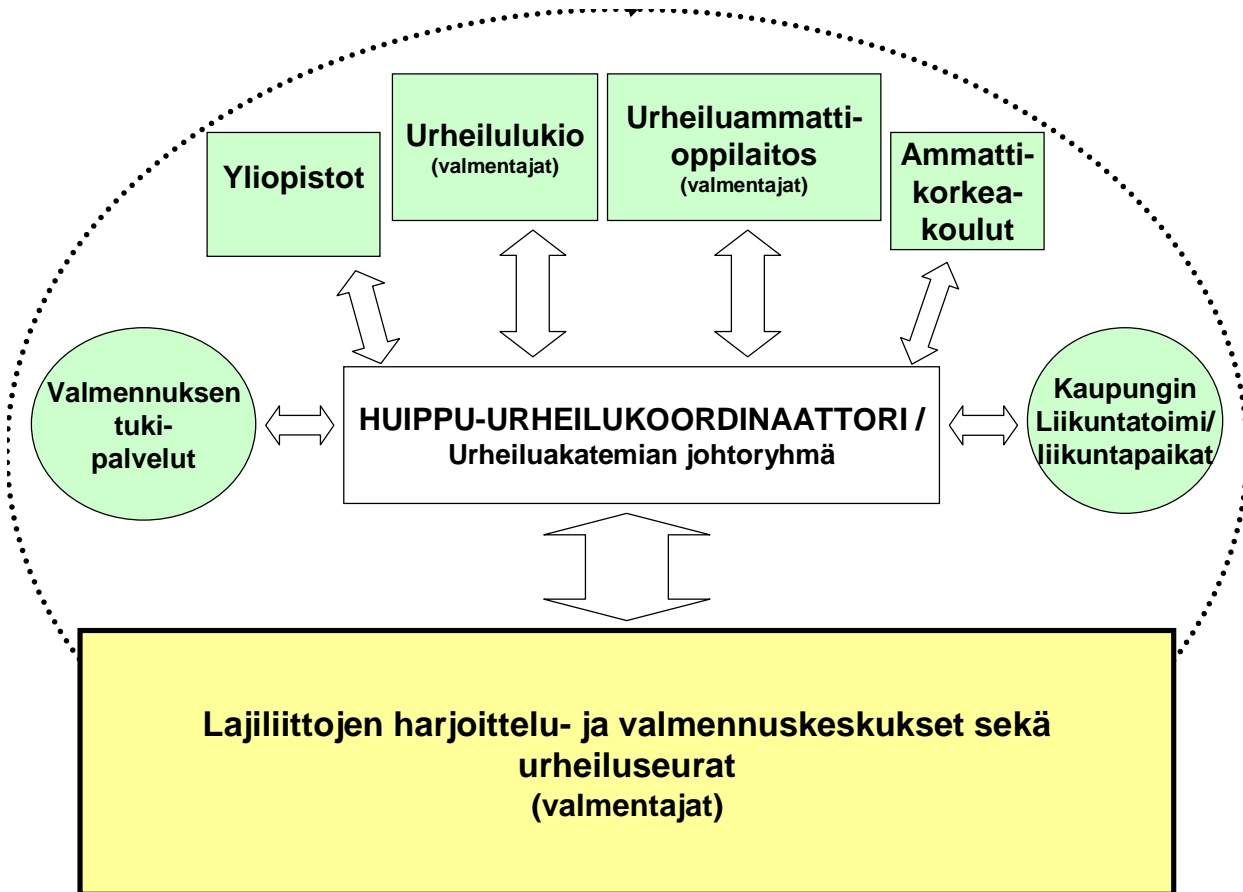 Yliopistot
Urheilulukio
(valmentajat)
Urheiluammatti-
oppilaitos
(valmentajat)
Ammatti-
korkea-
koulut
Valmennuksen
tuki-
palvelut
HUIPPU-URHEILUKOORDINAATTORI /
Urheiluakatemian johtoryhmä
Kaupungin
Liikuntatoimi/
liikuntapaikat
Lajiliittojen harjoittelu- ja valmennuskeskukset sekä
urheiluseurat
(valmentajat)